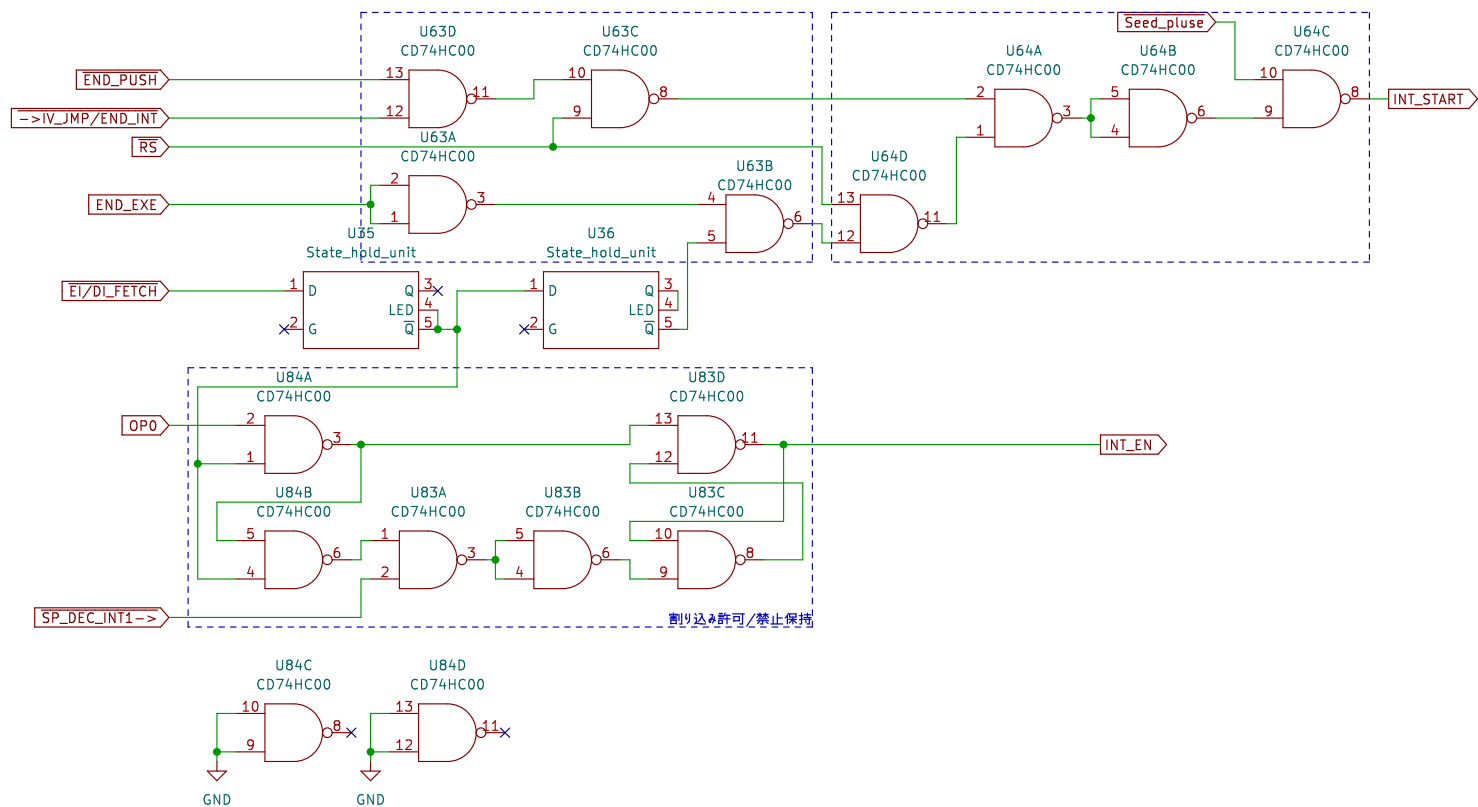 U63D
CD74HC00
U63C
CD74HC00
Seed_pluse
U64C
CD74HC00
U64A
CD74HC00
U64B
CD74HC00
END_PUSH
13
12
11
10
9
8
2
1
3
5
4
6
10
9
8
INT_START
->IV_JMP/END_INT
RS
U63A
CD74HC00
U64D
CD74HC00
U63B
CD74HC00
END_EXE
2
1
3
4
5
6
13
12
11
U35
State_hold_unit
U36
State_hold_unit
EI/DI_FETCH
1
D
Q
3
LED
4
2
G
Q
5
1
D
Q
3
LED
4
2
G
Q
5
U84A
CD74HC00
U83D
CD74HC00
OP0
2
1
3
13
12
11
INT_EN
U84B
CD74HC00
U83A
CD74HC00
U83B
CD74HC00
U83C
CD74HC00
5
4
6
1
2
3
5
4
6
10
9
8
SP_DEC_INT1->
割り込み許可/禁止保持
U84C
CD74HC00
U84D
CD74HC00
10
9
8
13
12
11
GND
GND